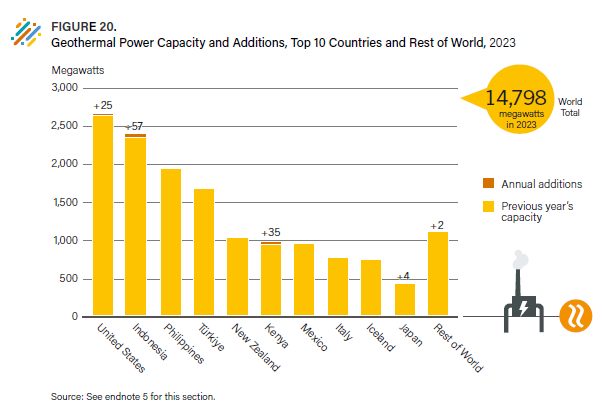 FIGURE 20.
Geothermal Power Capacity and Additions, Top 10 Countries and Rest of World, 2023
Megawatts
3,000
2,500
2,000
1,500
1,000
500
0
+25
+57
+35
+4
+2
United States
Indonesia
Philippines
Türkiye
New Zealand
Kenya
Mexico
Italy
Iceland
Japan
Rest of World
14,798
megawatts
in 2023
World
Total
Annual additions
Previous year's
capacity
Source: See endnote 5 for this section.